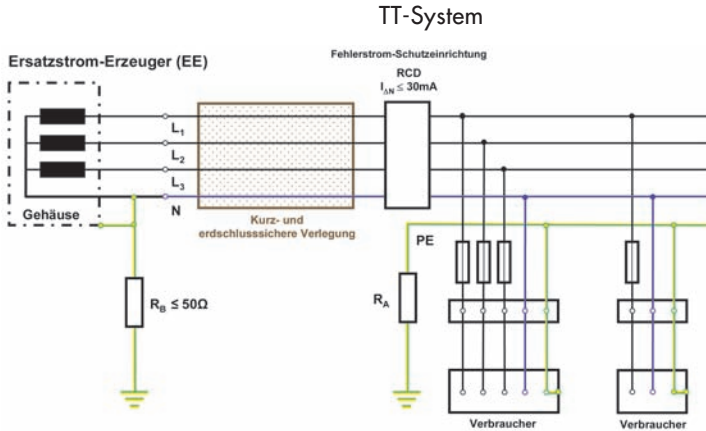 TT-System
Ersatzstrom-Erzeuger (EE)
Fehlerstrom-Schutzeinrichtung
RCD
I∆N ≤ 30mA
L1
L2
L3
N
Gehäuse
Kurz- und
erdschlusssichere Verlegung
PE
RB ≤ 50Ω
RA
Verbraucher
Verbraucher